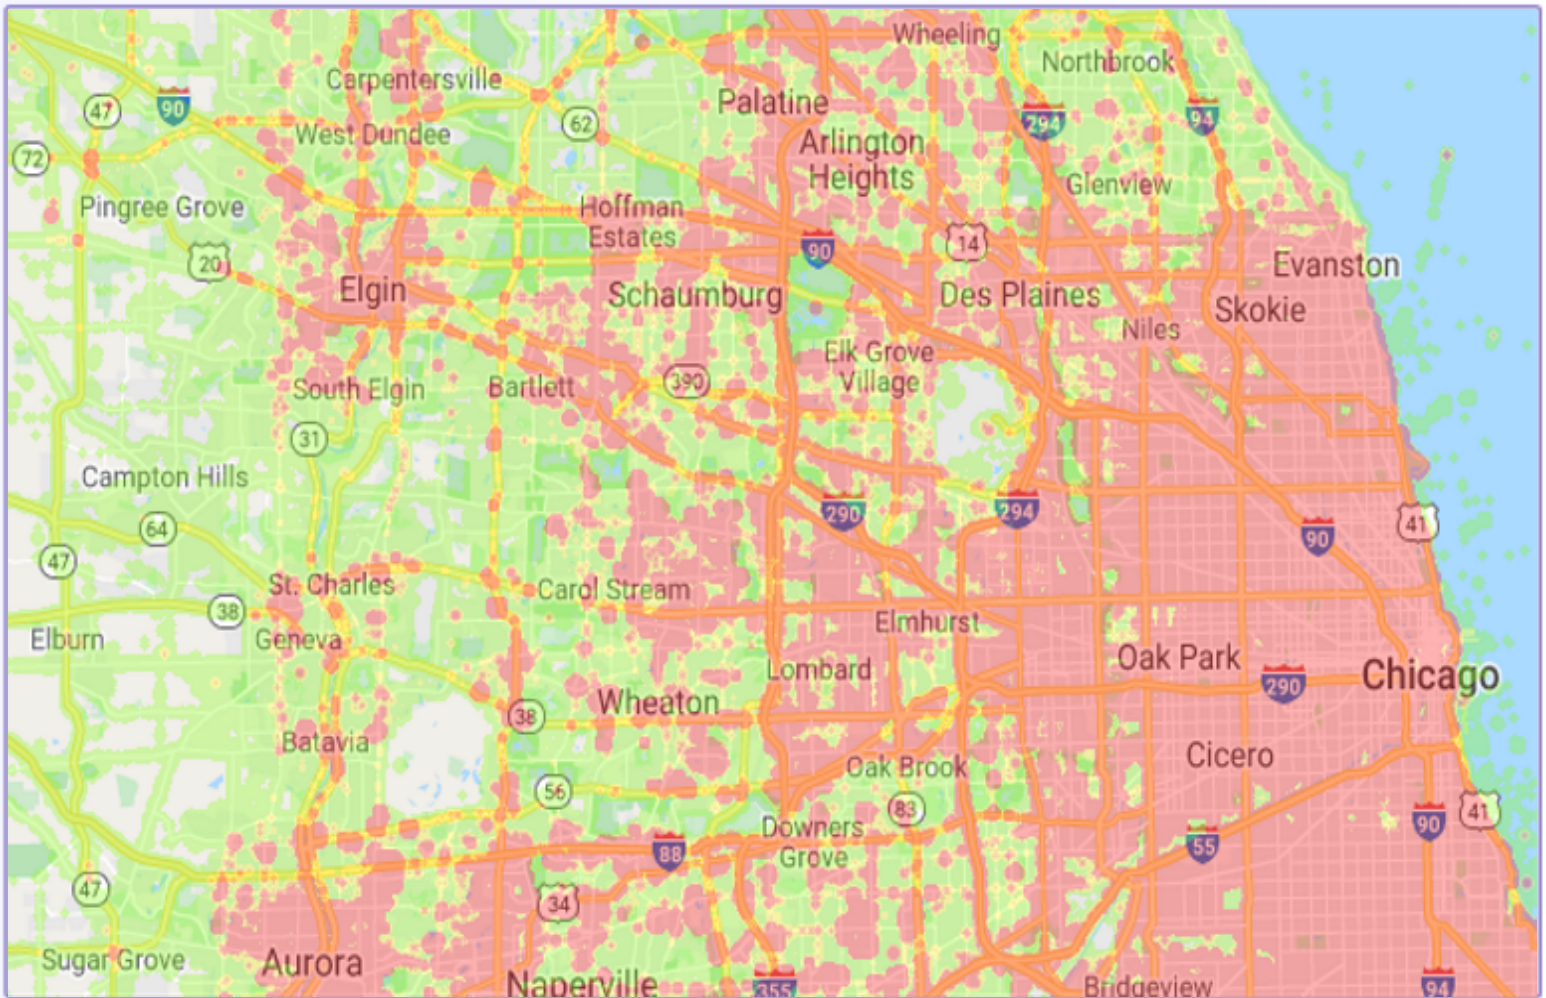 Wheeling
Northbrook
Carpentersville
47
90
Palatine
62
294
94
West Dundee
Arlington
Heights
72
Glenview
Pingree Grove
Hoffman
Estates
20
90
14
Evanston
Elgin
Schaumburg
Des Plaines
Skokie
Niles
Elk Grove
Village
South Elgin
Bartlett
390
31
Campton Hills
64
290
294
90
41
47
St. Charles
Carol Stream
38
Elburn
Geneva
Elmhurst
Lombard
Oak Park
290
Chicago
Wheaton
38
Batavia
Oak Brook
Cicero
56
83
41
Downers
Grove
90
88
55
47
34
Sugar Grove
Aurora
Naperville
355
Bridgeview
94